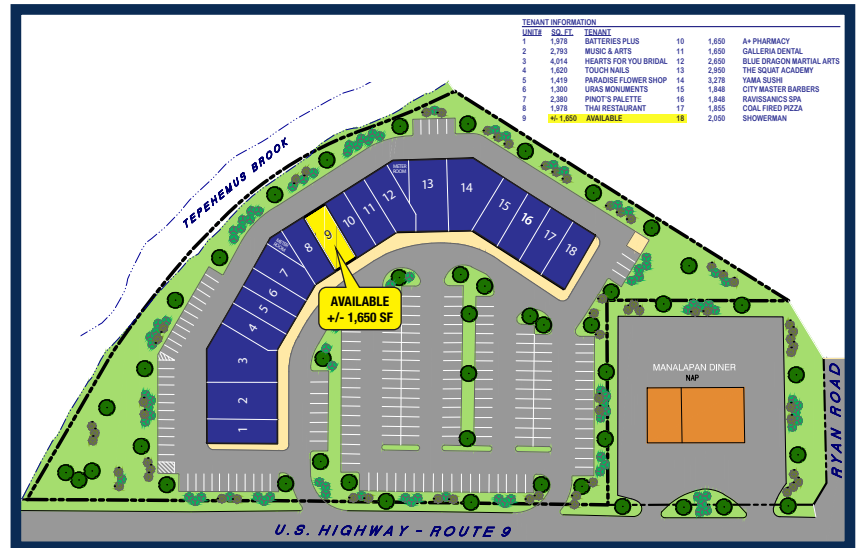 TENANT INFORMATION
UNIT# SQ. FT. TENANT
1 1,978 BATTERIES PLUS 10 1,650 A+ PHARMACY
2 2,793 MUSIC & ARTS 11 1,650 GALLERIA DENTAL
3 4,014 HEARTS FOR YOU BRIDAL 12 2,650 BLUE DRAGON MARTIAL ARTS
4 1,620 TOUCH NAILS 13 2,950 THE SQUAT ACADEMY
5 1,419 PARADISE FLOWER SHOP 14 3,278 YAMA SUSHI
6 1,300 URAS MONUMENTS 15 1,848 CITY MASTER BARBERS
7 2,380 PINOT'S PALETTE 16 1,848 RAVISSANICS SPA
8 1,978 THAI RESTAURANT 17 1,855 COAL FIRED PIZZA
9 +/- 1,650 AVAILABLE 18 2,050 SHOWERMAN
TEPEHEMUS BROOK
METER
ROOM
13
14
12
11
10
9
8
METER
ROOM
7
6
5
4
3
2
1
15
16
17
18
AVAILABLE
+/- 1,650 SF
MANALAPAN DINER
NAP
RYAN ROAD
U.S. HIGHWAY - ROUTE 9